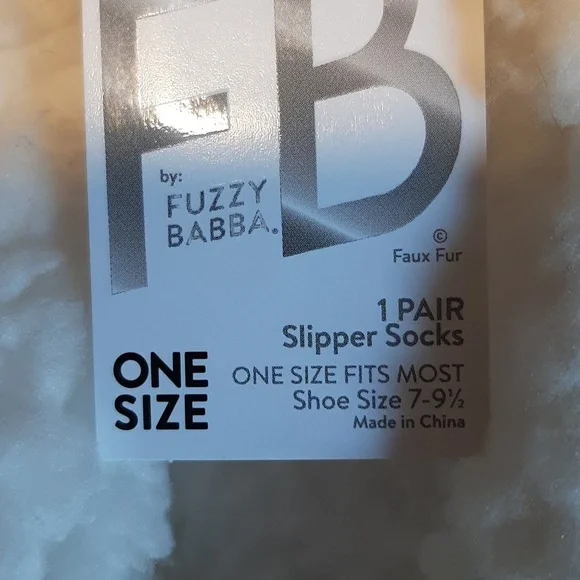 FB
by:
FUZZY
BABBA.
©
Faux Fur
1 PAIR
Slipper Socks
ONE SIZE
ONE SIZE FITS MOST
Shoe Size 7-9½
Made in China